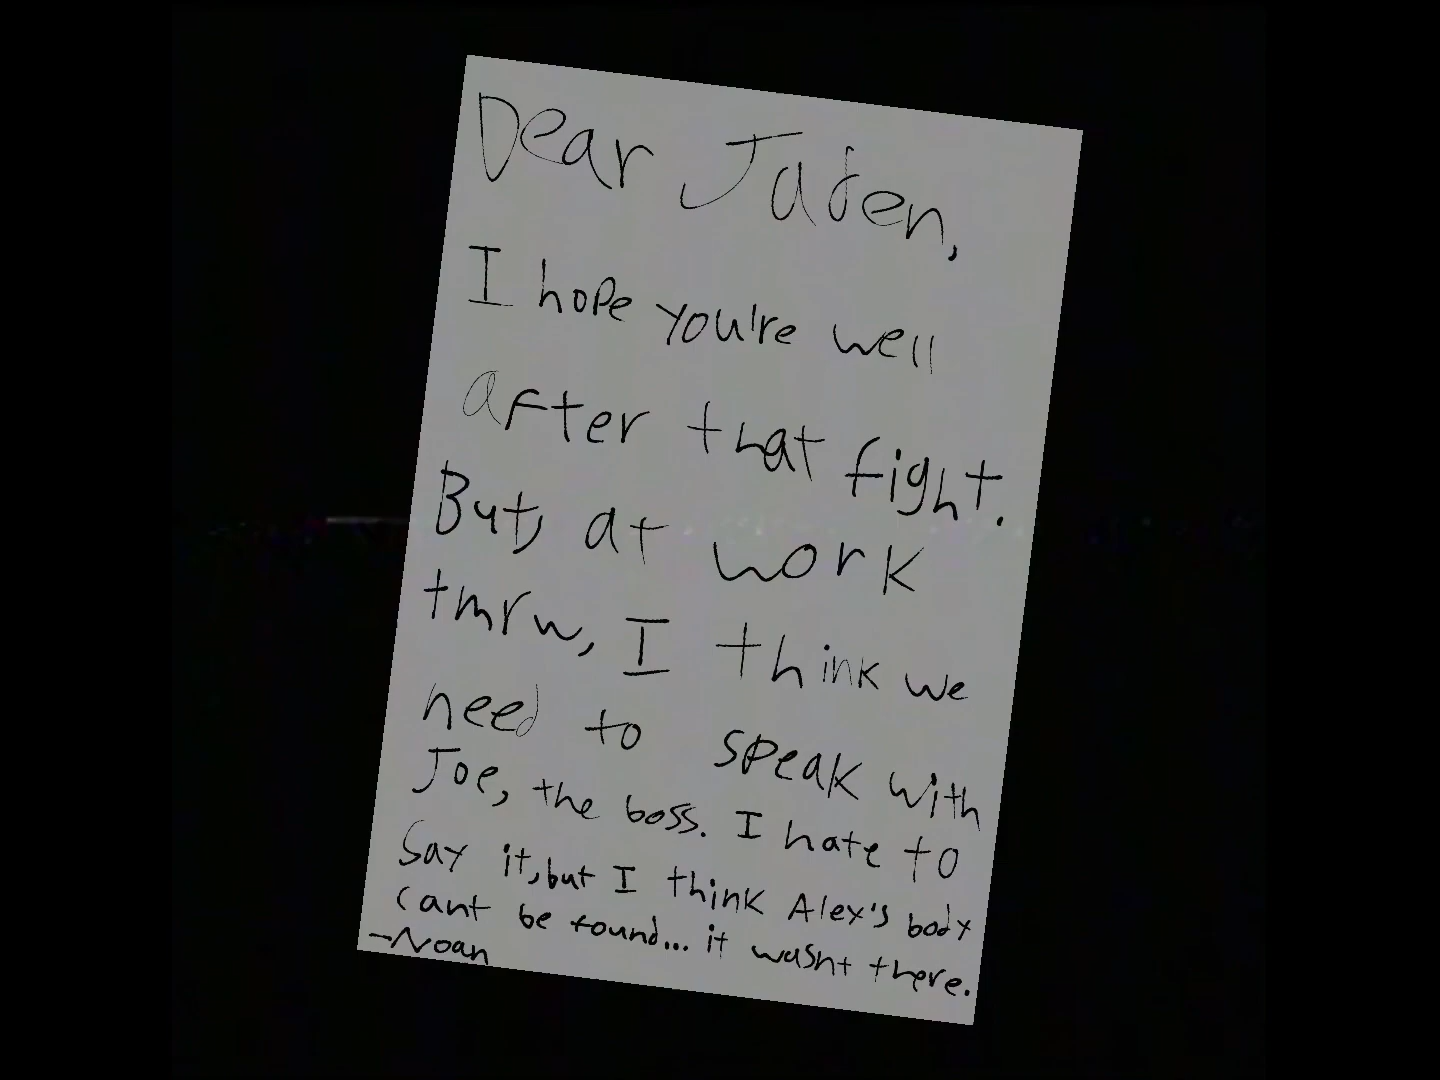 Dear Jaden,
I hope you're well
after that fight.
But, at work
tmrw, I think we
need to speak with
Joe, the boss. I hate to
Say it, but I think Alex's body
cant be found... it wasnt there.
-Noah